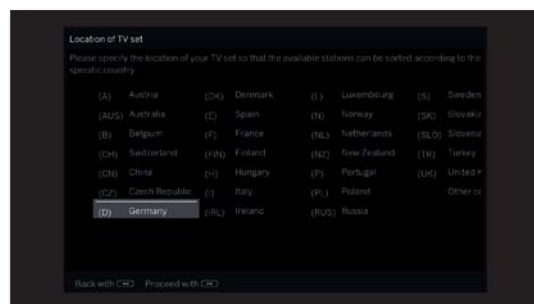 Location of TV set
Please specify the location of your TV set so that the available stations can be sorted according to the
specific country.
(A) Austria (DK) Denmark (L) Luxembourg (S) Sweden
(AUS) Australia (E) Spain (N) Norway (SK) Slovaki
(B) Belgium (F) France (NL) Netherlands (SLO) Sloveni
(CH) Switzerland (FIN) Finland (NZ) New Zealand (TR) Turkey
(CN) China (H) Hungary (P) Portugal (UK) United
(CZ) Czech Republic (I) Italy (PL) Poland Other co
(D) Germany (IRL) Ireland (RUS) Russia
Back with Proceed with